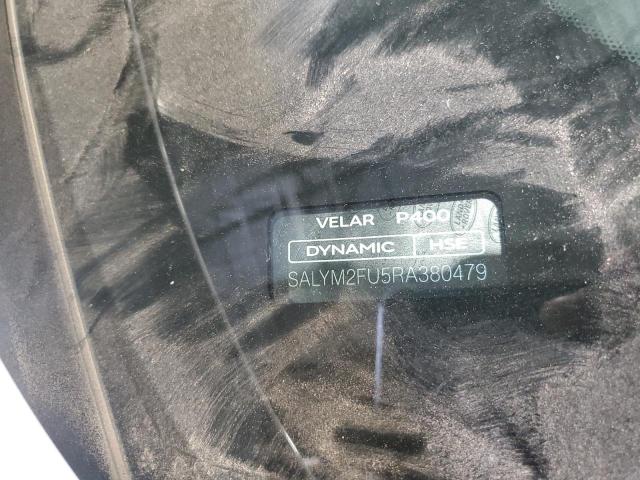 VELAR P400
DYNAMIC HSE
SALYM2FU5RA380479